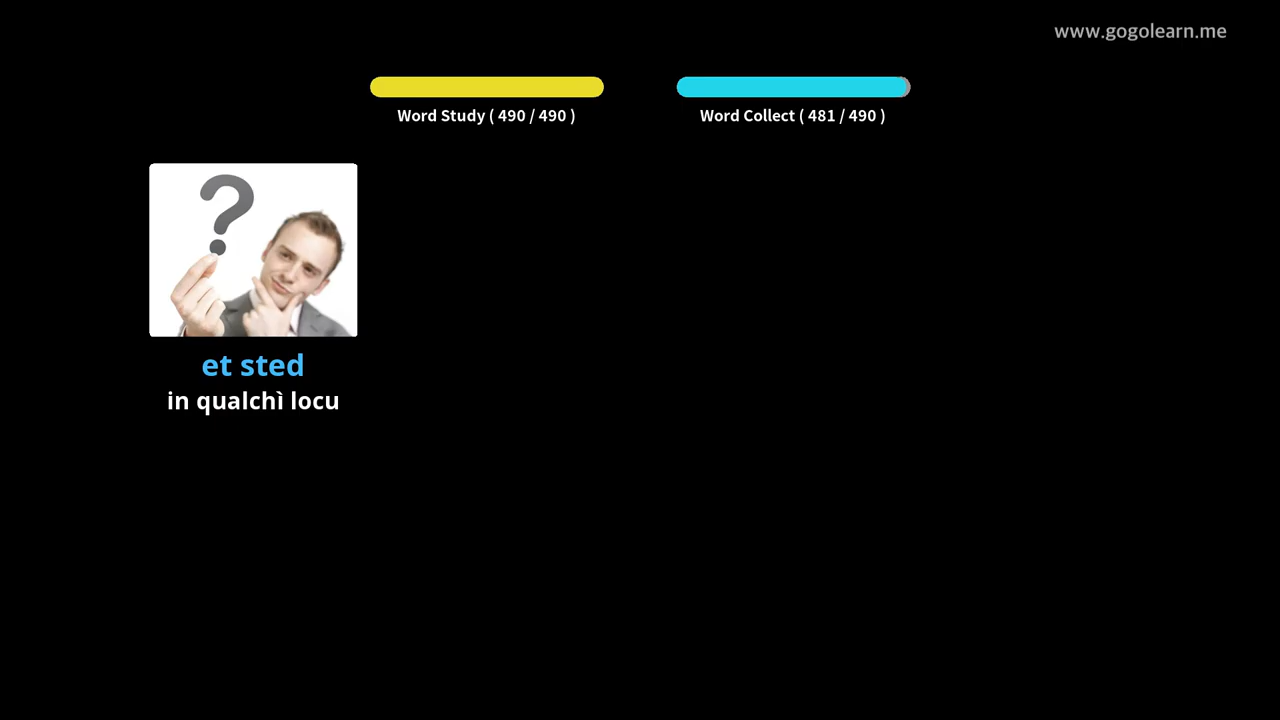 www.gogolearn.me
Word Study ( 490 / 490 )
Word Collect ( 481 / 490 )
?
et sted
in qualchì locu